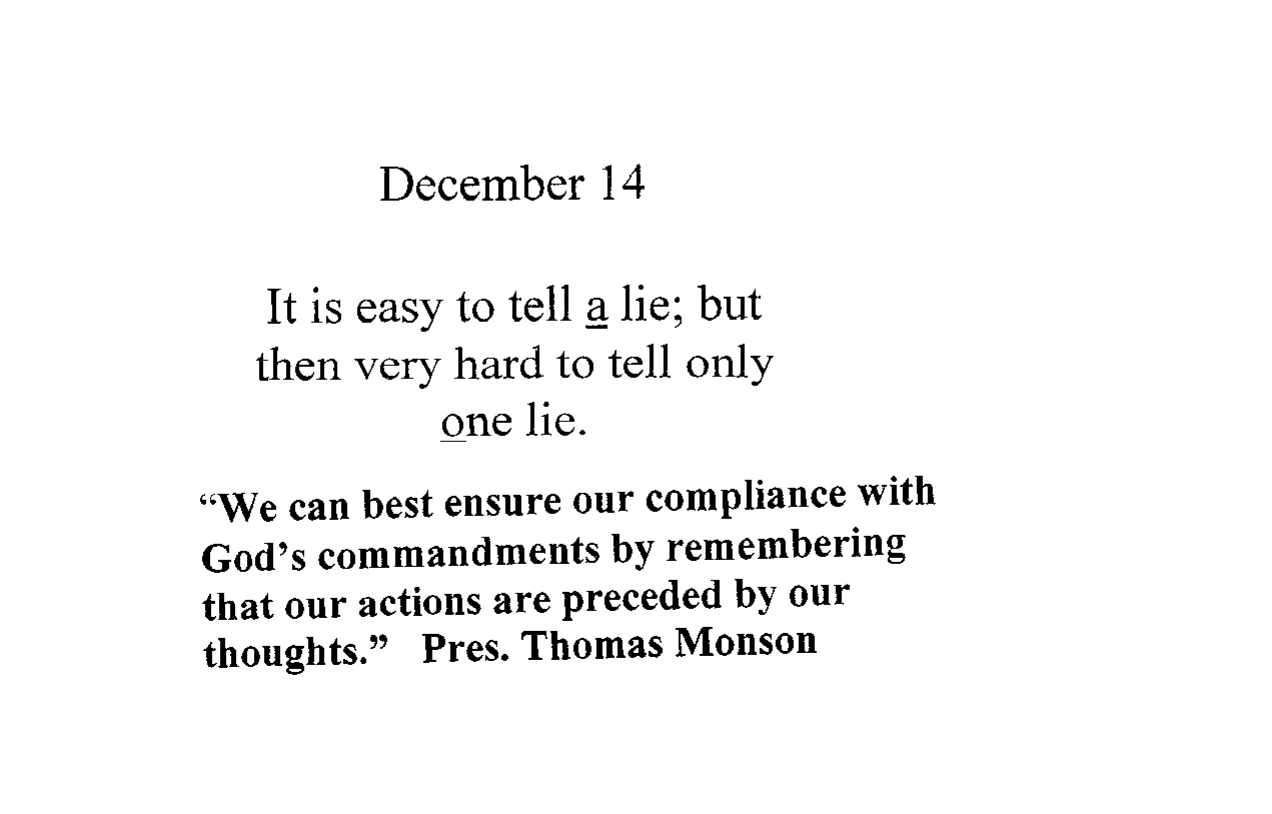 December 14
It is easy to tell a lie; but
then very hard to tell only
one lie.
“We can best ensure our compliance with
God’s commandments by remembering
that our actions are preceded by our
thoughts.” Pres. Thomas Monson